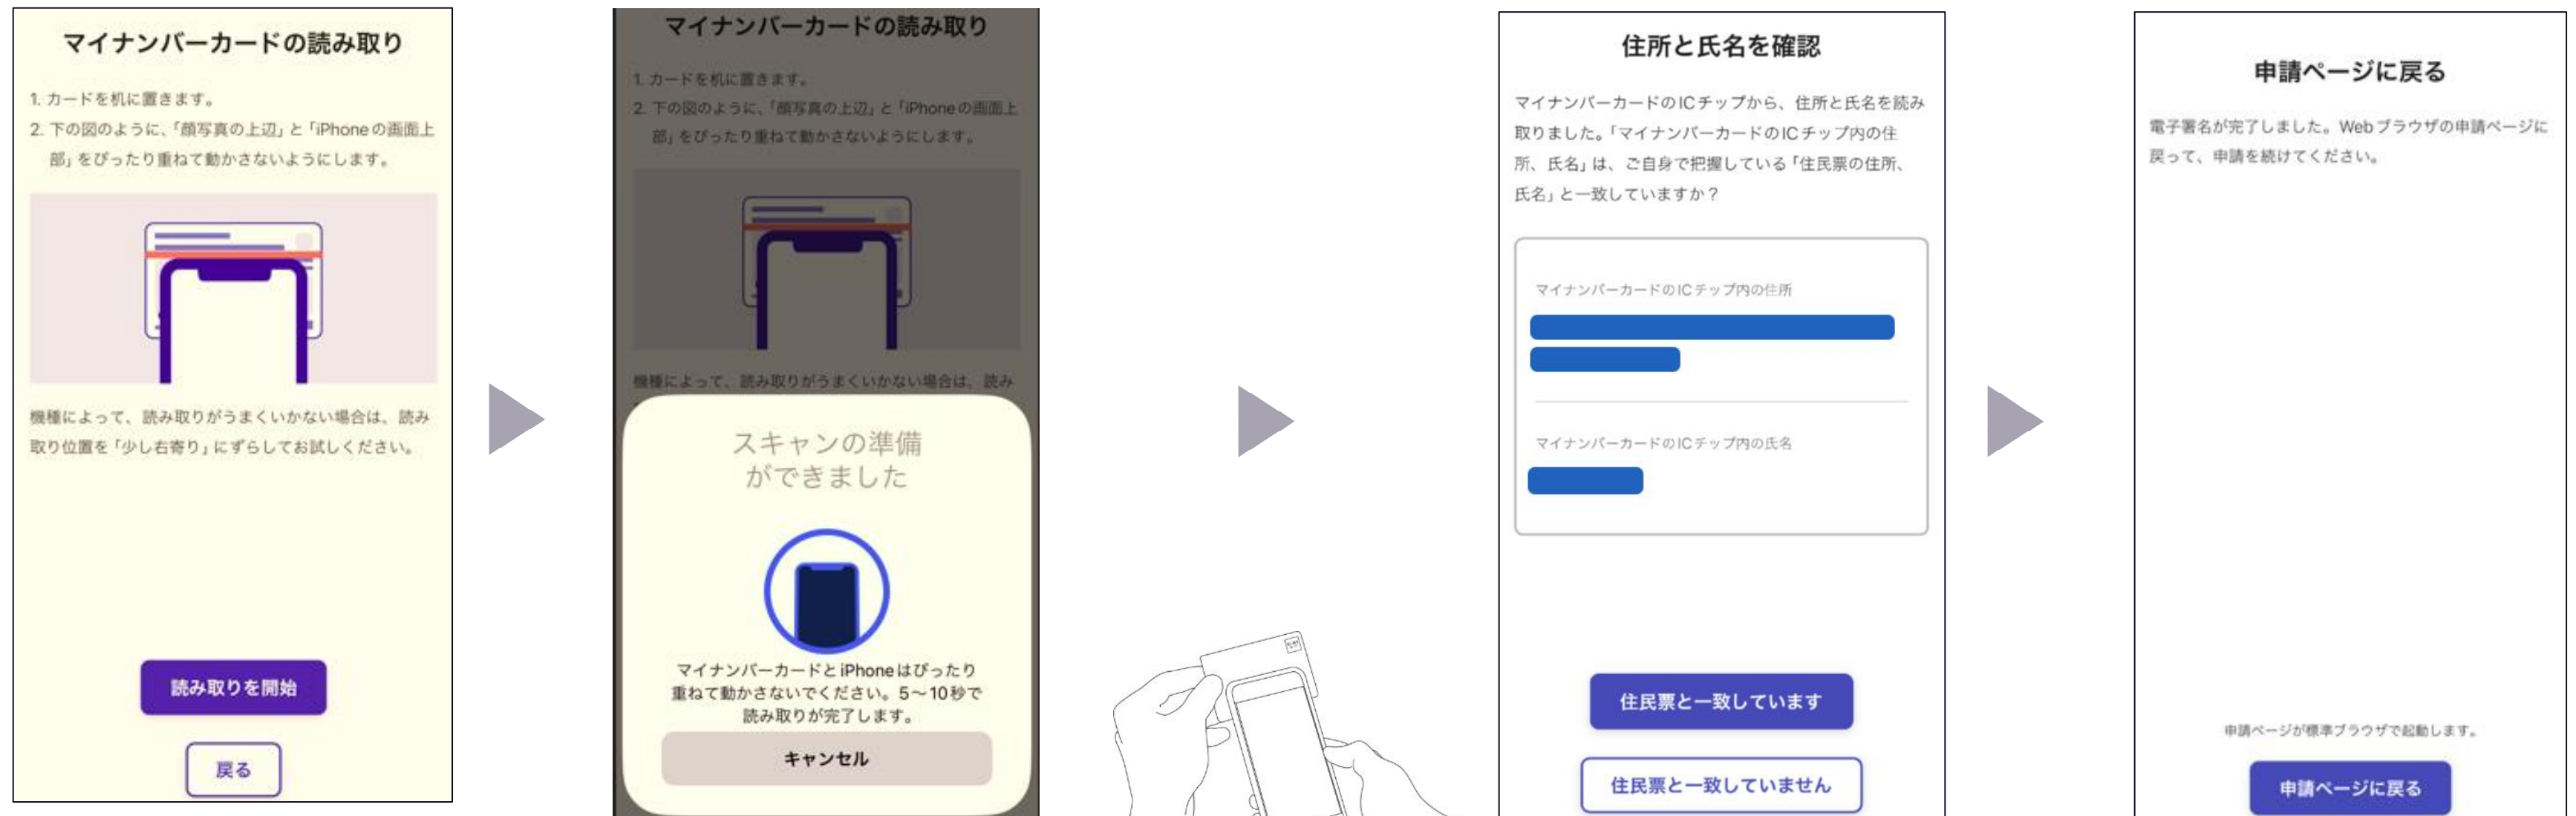 マイナンバーカードの読み取り
1. カードを机に置きます。
2. 下の図のように、「顔写真の上辺」と「iPhoneの画面上
部」をぴったり重ねて動かさないようにします。
機種によって、読み取りがうまくいかない場合は、読み
取り位置を「少し右寄り」にずらしてお試しください。
読み取りを開始
戻る
マイナンバーカードの読み取り
1. カードを机に置きます。
2. 下の図のように、「顔写真の上辺」と「iPhoneの画面上
部」をぴったり重ねて動かさないようにします。
機種によって、読み取りがうまくいかない場合は、読み
スキャンの準備
ができました
マイナンバーカードとiPhoneはぴったり
重ねて動かさないでください。5〜10秒で
読み取りが完了します。
キャンセル
住所と氏名を確認
マイナンバーカードのICチップから、住所と氏名を読み
取りました。「マイナンバーカードのICチップ内の住
所、氏名」は、ご自身で把握している「住民票の住所、
氏名」と一致していますか？
マイナンバーカードのICチップ内の住所
マイナンバーカードのICチップ内の氏名
住民票と一致しています
住民票と一致していません
申請ページに戻る
電子署名が完了しました。Webブラウザの申請ページに
戻って、申請を続けてください。
申請ページが標準ブラウザで起動します。
申請ページに戻る